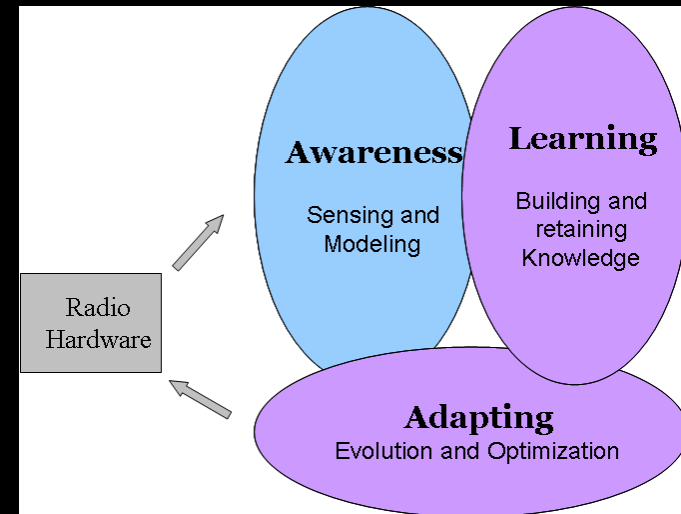 Awareness
Sensing and
Modeling
Learning
Building and
retaining
Knowledge
Radio
Hardware
Adapting
Evolution and Optimization